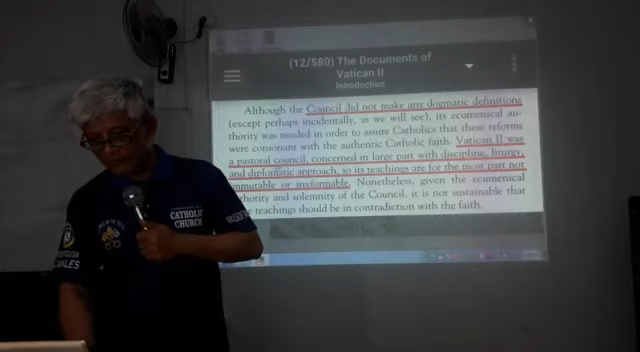 (12/580) The Documents of
Vatican II
Introduction
Although the Council did not make any dogmatic definitions
(except perhaps incidentally, as we will see), its ecumenical au-
thority was needed in order to assure Catholics that these reforms
were consonant with the authentic Catholic faith. Vatican II was
a pastoral council, concerned in large part with discipline, liturgy,
and diplomatic approach, so its teachings are for the most part not
immutable or irreformable. Nonetheless, given the ecumenical
hority and solemnity of the Council, it is not sustainable that
teachings should be in contradiction with the faith.
CATHOLIC
CHURCH